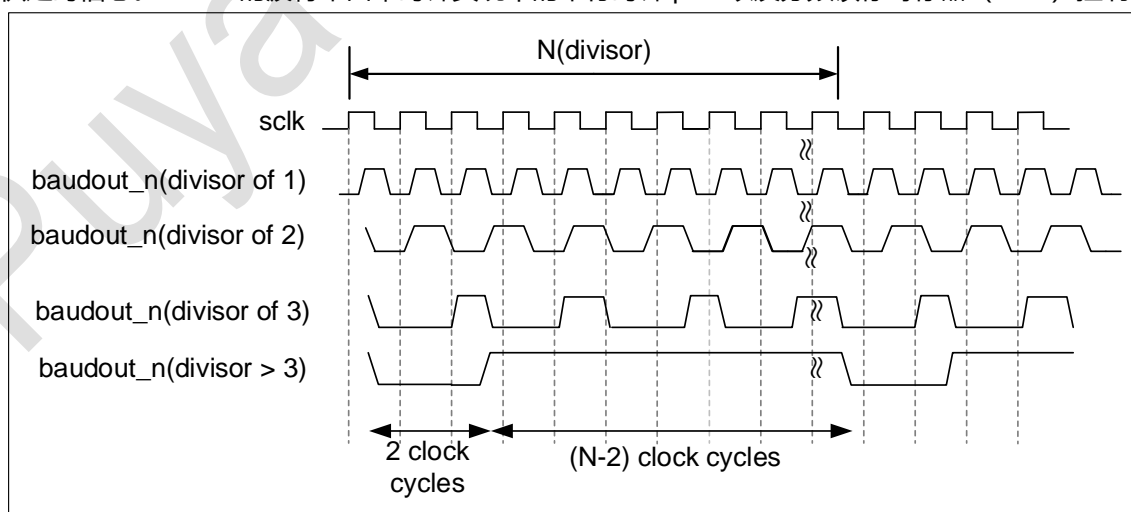 N(divisor)
sclk
baudout_n(divisor of 1)
baudout_n(divisor of 2)
baudout_n(divisor of 3)
baudout_n(divisor > 3)
2 clock
cycles
(N-2) clock cycles
Puya